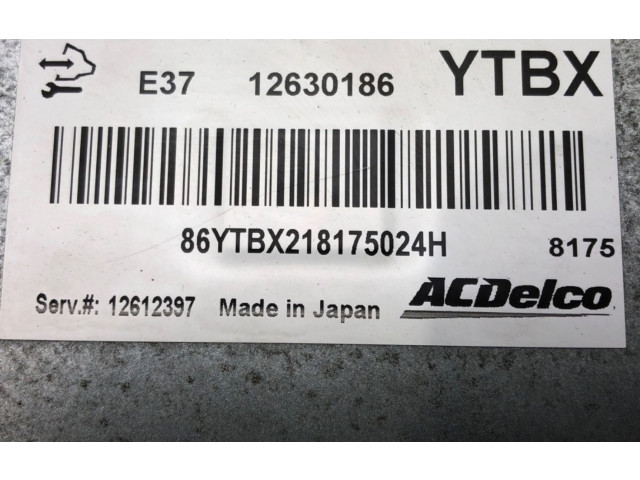 E37 12630186 YTBX
86YTBX218175024H 8175
Serv.#: 12612397 Made in Japan ACDelco